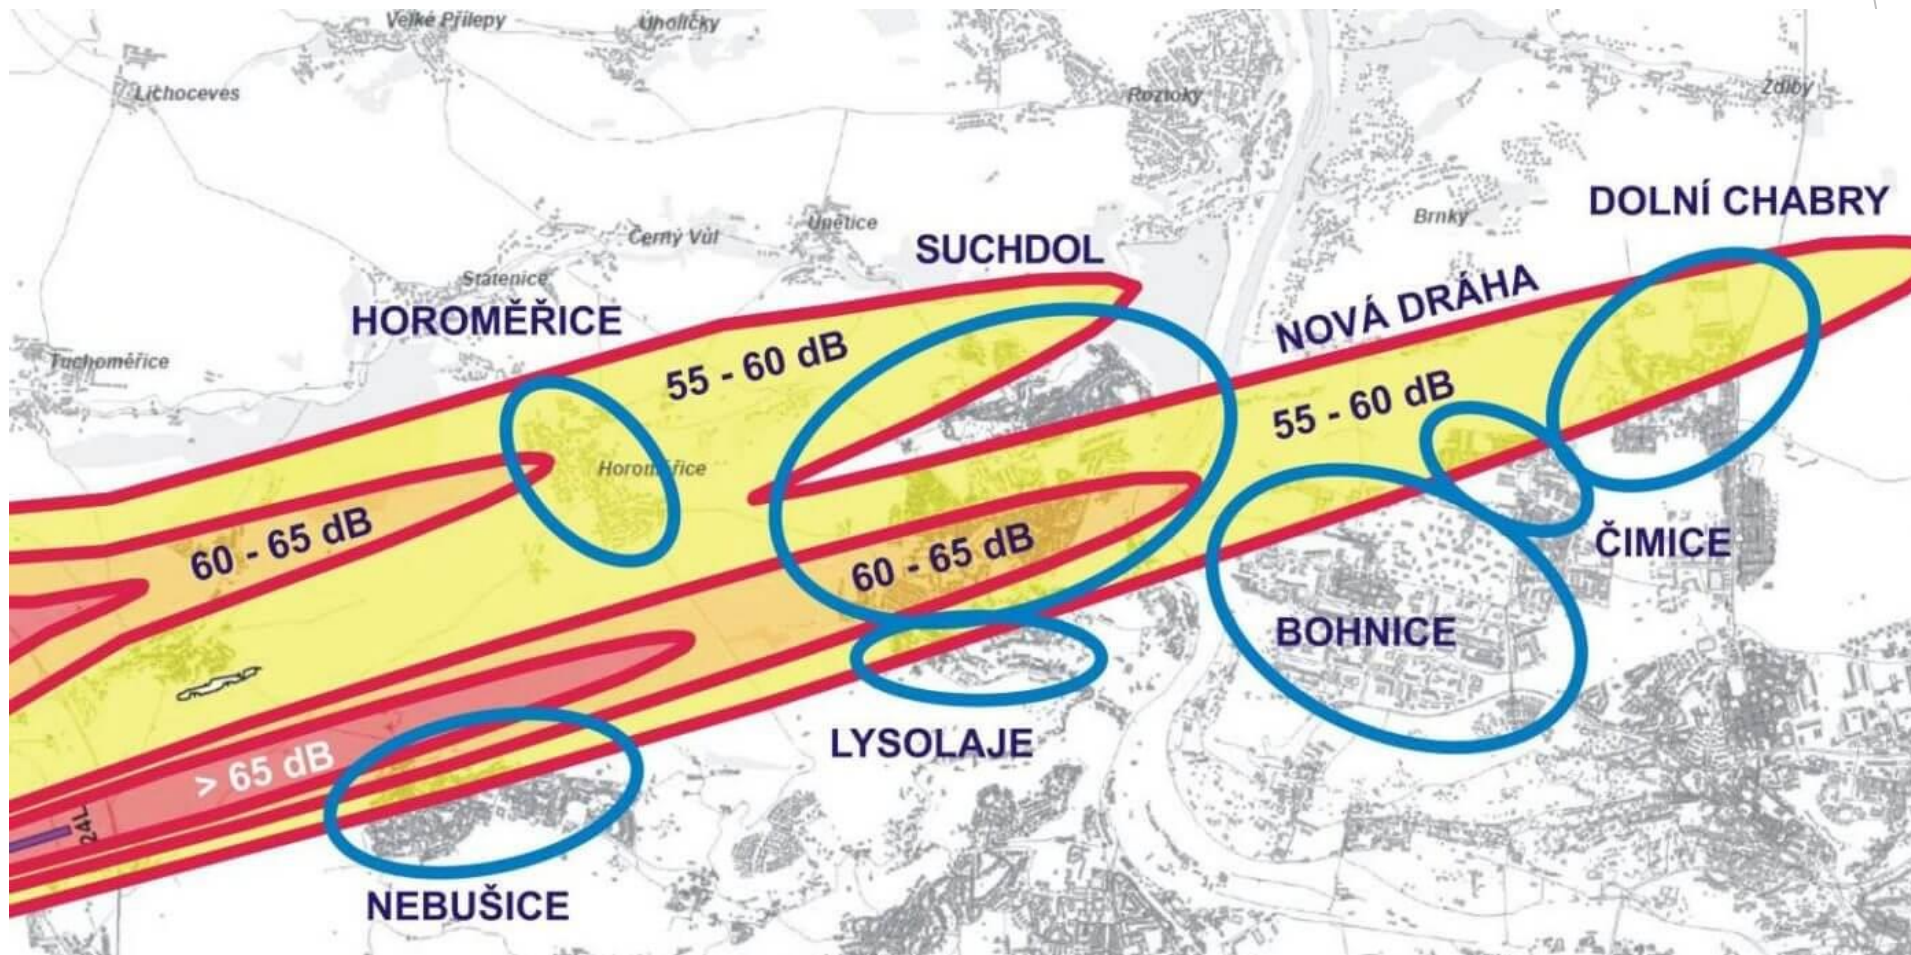 Velké Přílepy
Úholičky
Lichoceves
Roztoky
Zdiby
DOLNÍ CHABRY
Brnky
Únětice
Černý Vůl
SUCHDOL
Statenice
HOROMĚŘICE
NOVÁ DRÁHA
Tuchoměřice
55 - 60 dB
55 - 60 dB
Horoměřice
60 - 65 dB
60 - 65 dB
ČIMICE
BOHNICE
LYSOLAJE
> 65 dB
24L
NEBUŠICE